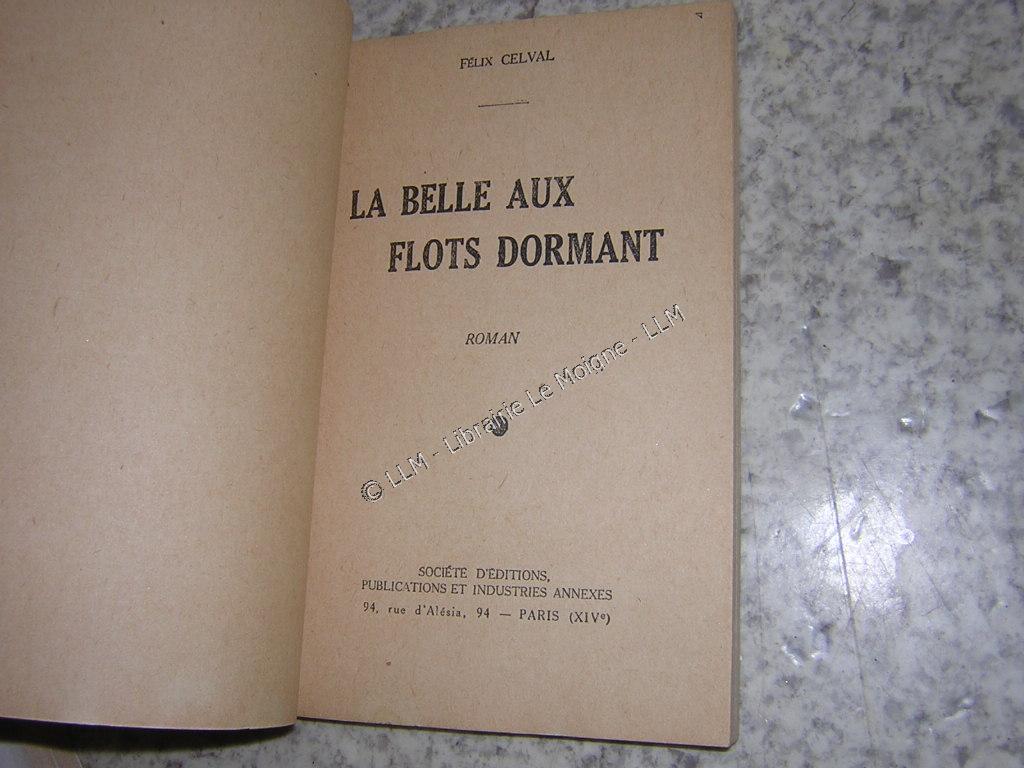 FÉLIX CELVAL
LA BELLE AUX
FLOTS DORMANT
ROMAN
© LLM - Librairie Le Moigne - LLM
SOCIÉTE D'ÉDITIONS,
PUBLICATIONS ET INDUSTRIES ANNEXES
94, rue d'Alésia, 94 — PARIS (XIVe)